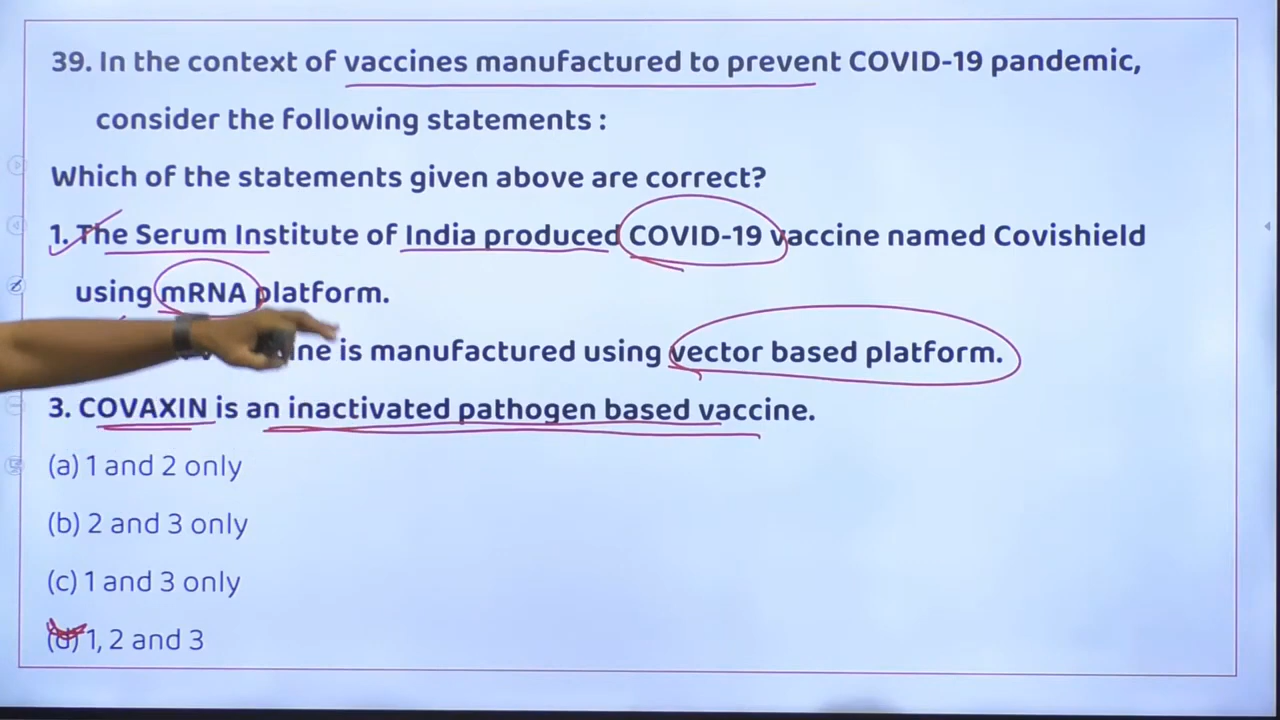 39. In the context of vaccines manufactured to prevent COVID-19 pandemic,
consider the following statements :
Which of the statements given above are correct?
1. The Serum Institute of India produced COVID-19 vaccine named Covishield
using mRNA platform.
is manufactured using vector based platform.
3. COVAXIN is an inactivated pathogen based vaccine.
(a) 1 and 2 only
(b) 2 and 3 only
(c) 1 and 3 only
(d) 1, 2 and 3